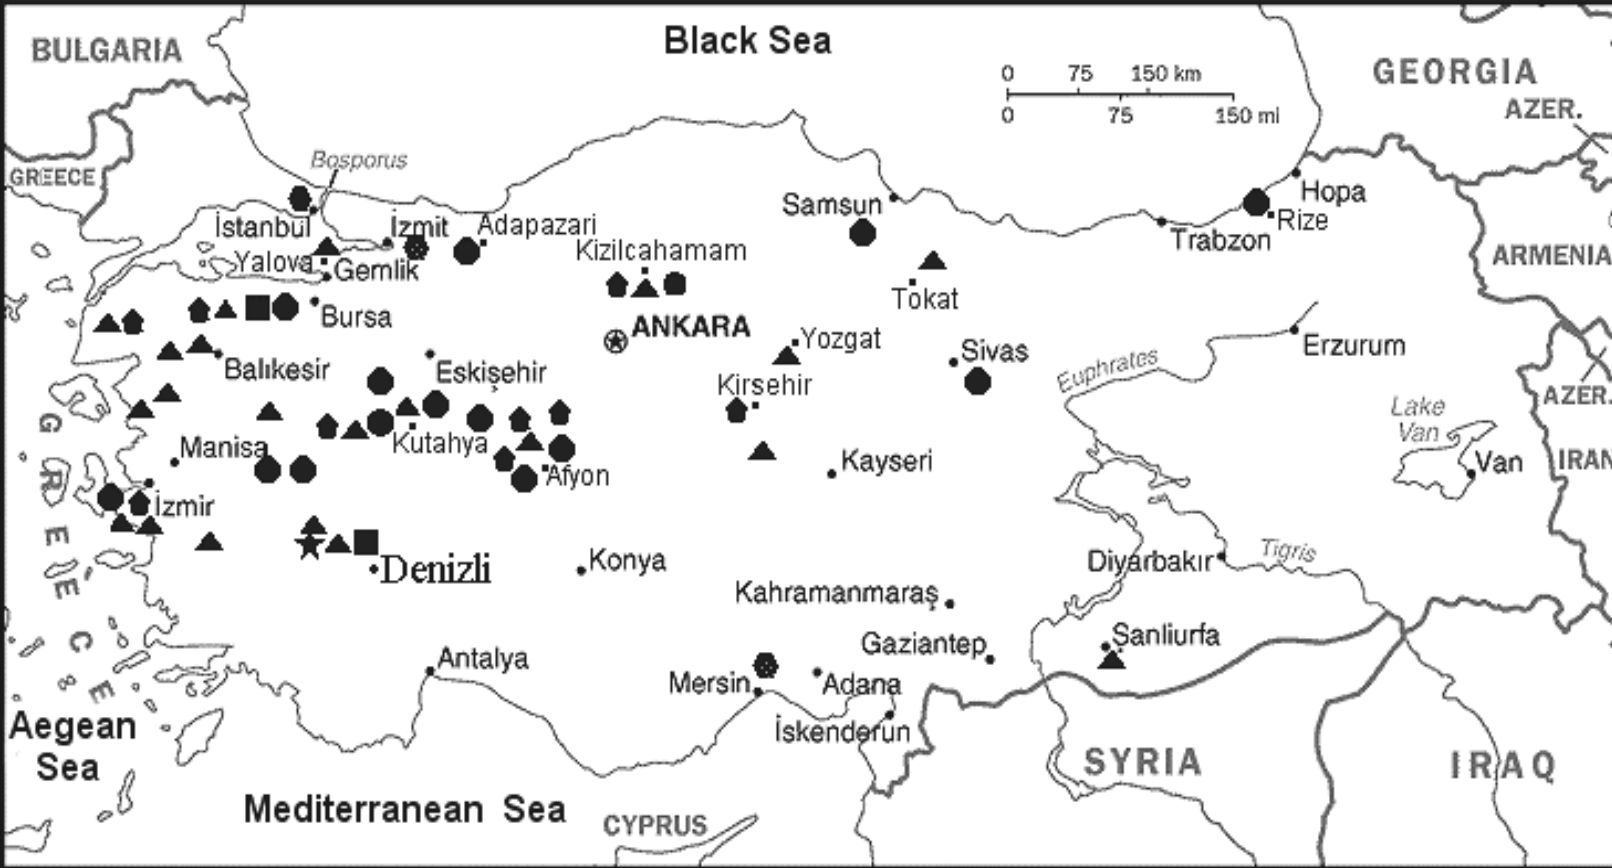 BULGARIA
Black Sea
0 75 150 km
0 75 150 mi
GEORGIA
AZER.
GREECE
Bosporus
İstanbul
İzmit
Adapazari
Samsun
Hopa
Rize
Trabzon
ARMENIA
Yalova
Gemlik
Kizilcahamam
Tokat
Bursa
ANKARA
Yozgat
Sivas
Erzurum
Euphrates
Balıkesir
Eskişehir
Kirsehir
AZER.
Lake
Van
Van
IRAN
Manisa
Kutahya
Afyon
Kayseri
İzmir
GREECE
Denizli
Konya
Diyarbakır
Tigris
Kahramanmaraş
Gaziantep
Sanliurfa
Antalya
Mersin
Adana
İskenderun
Aegean
Sea
SYRIA
IRAQ
Mediterranean Sea
CYPRUS